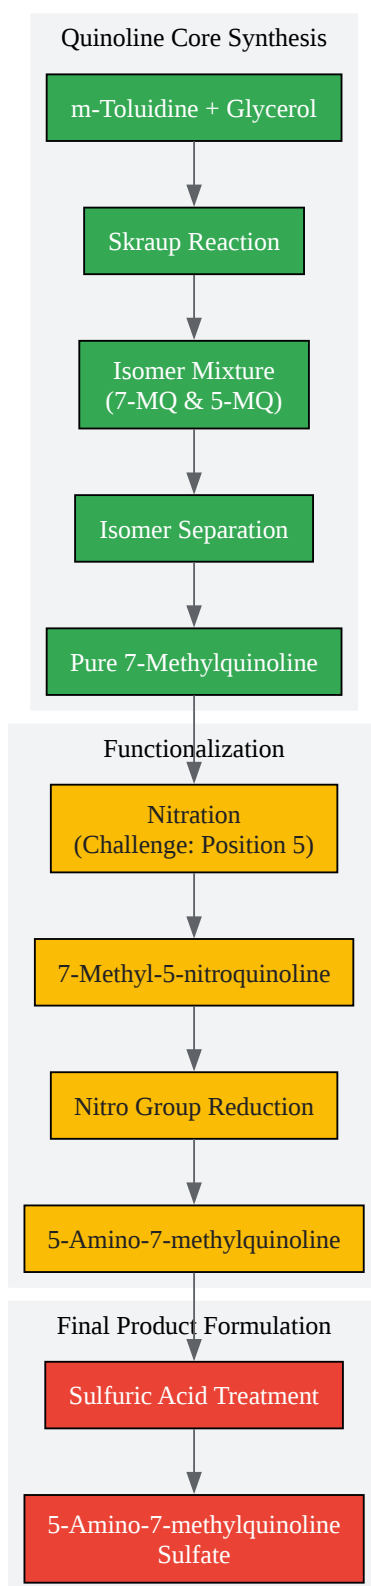 Quinoline Core Synthesis
m-Toluidine + Glycerol
Skraup Reaction
Isomer Mixture
(7-MQ & 5-MQ)
Isomer Separation
Pure 7-Methylquinoline
Functionalization
Nitration
(Challenge: Position 5)
7-Methyl-5-nitroquinoline
Nitro Group Reduction
5-Amino-7-methylquinoline
Final Product Formulation
Sulfuric Acid Treatment
5-Amino-7-methylquinoline
Sulfate